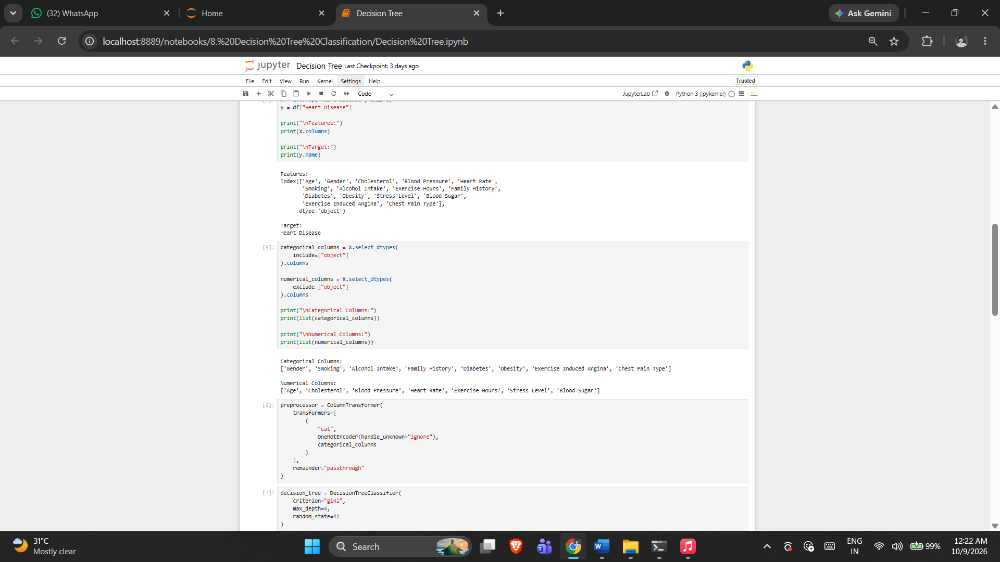 (32) WhatsApp
Home
Decision Tree
Ask Gemini
localhost:8889/notebooks/8.%20Decision%20Tree%20Classification/Decision%20Tree.ipynb
jupyter Decision Tree Last Checkpoint: 3 days ago
File Edit View Run Kernel Settings Help
Trusted
Code
JupyterLab
Python 3 (ipykernel)
y = df["Heart Disease"]
print("\nFeatures:")
print(X.columns)
print("\nTarget:")
print(y.name)
Features:
Index(['Age', 'Gender', 'Cholesterol', 'Blood Pressure', 'Heart Rate',
'Smoking', 'Alcohol Intake', 'Exercise Hours', 'Family History',
'Diabetes', 'Obesity', 'Stress Level', 'Blood Sugar',
'Exercise Induced Angina', 'Chest Pain Type'],
dtype='object')
Target:
Heart Disease
[5]: categorical_columns = X.select_dtypes(
include=["object"]
).columns
numerical_columns = X.select_dtypes(
exclude=["object"]
).columns
print("\nCategorical Columns:")
print(list(categorical_columns))
print("\nNumerical Columns:")
print(list(numerical_columns))
Categorical Columns:
['Gender', 'Smoking', 'Alcohol Intake', 'Family History', 'Diabetes', 'Obesity', 'Exercise Induced Angina', 'Chest Pain Type']
Numerical Columns:
['Age', 'Cholesterol', 'Blood Pressure', 'Heart Rate', 'Exercise Hours', 'Stress Level', 'Blood Sugar']
[6]: preprocessor = ColumnTransformer(
transformers=[
(
"cat",
OneHotEncoder(handle_unknown="ignore"),
categorical_columns
)
],
remainder="passthrough"
)
[7]: decision_tree = DecisionTreeClassifier(
criterion="gini",
max_depth=4,
random_state=42
)
31°C
Mostly clear
Search
ENG
IN
99%
12:22 AM
10/9/2026